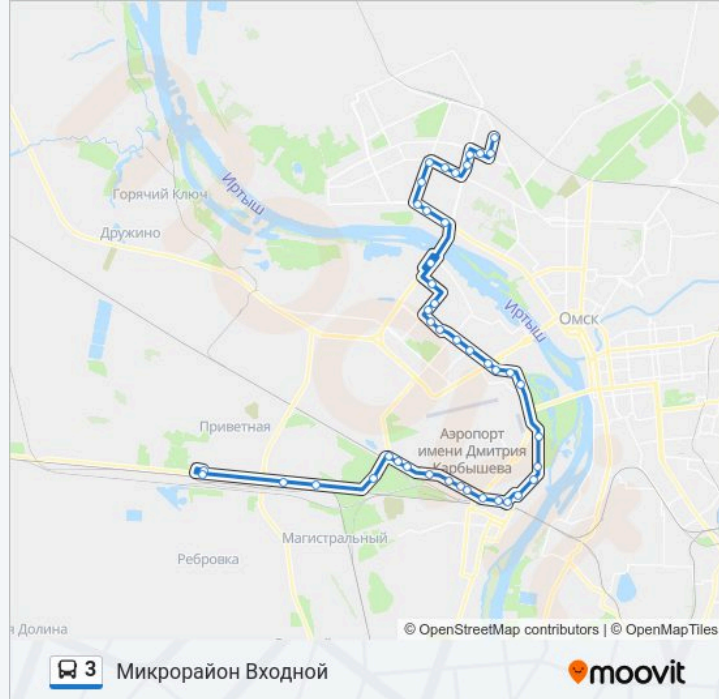 Горячий Ключ
Иртыш
Дружино
Иртыш
Омск
Приветная
Аэропорт
имени Дмитрия
Карбышева
Магистральный
Ребровка
я Долина
© OpenStreetMap contributors | © OpenMapTiles
3 Микрорайон Входной
moovit